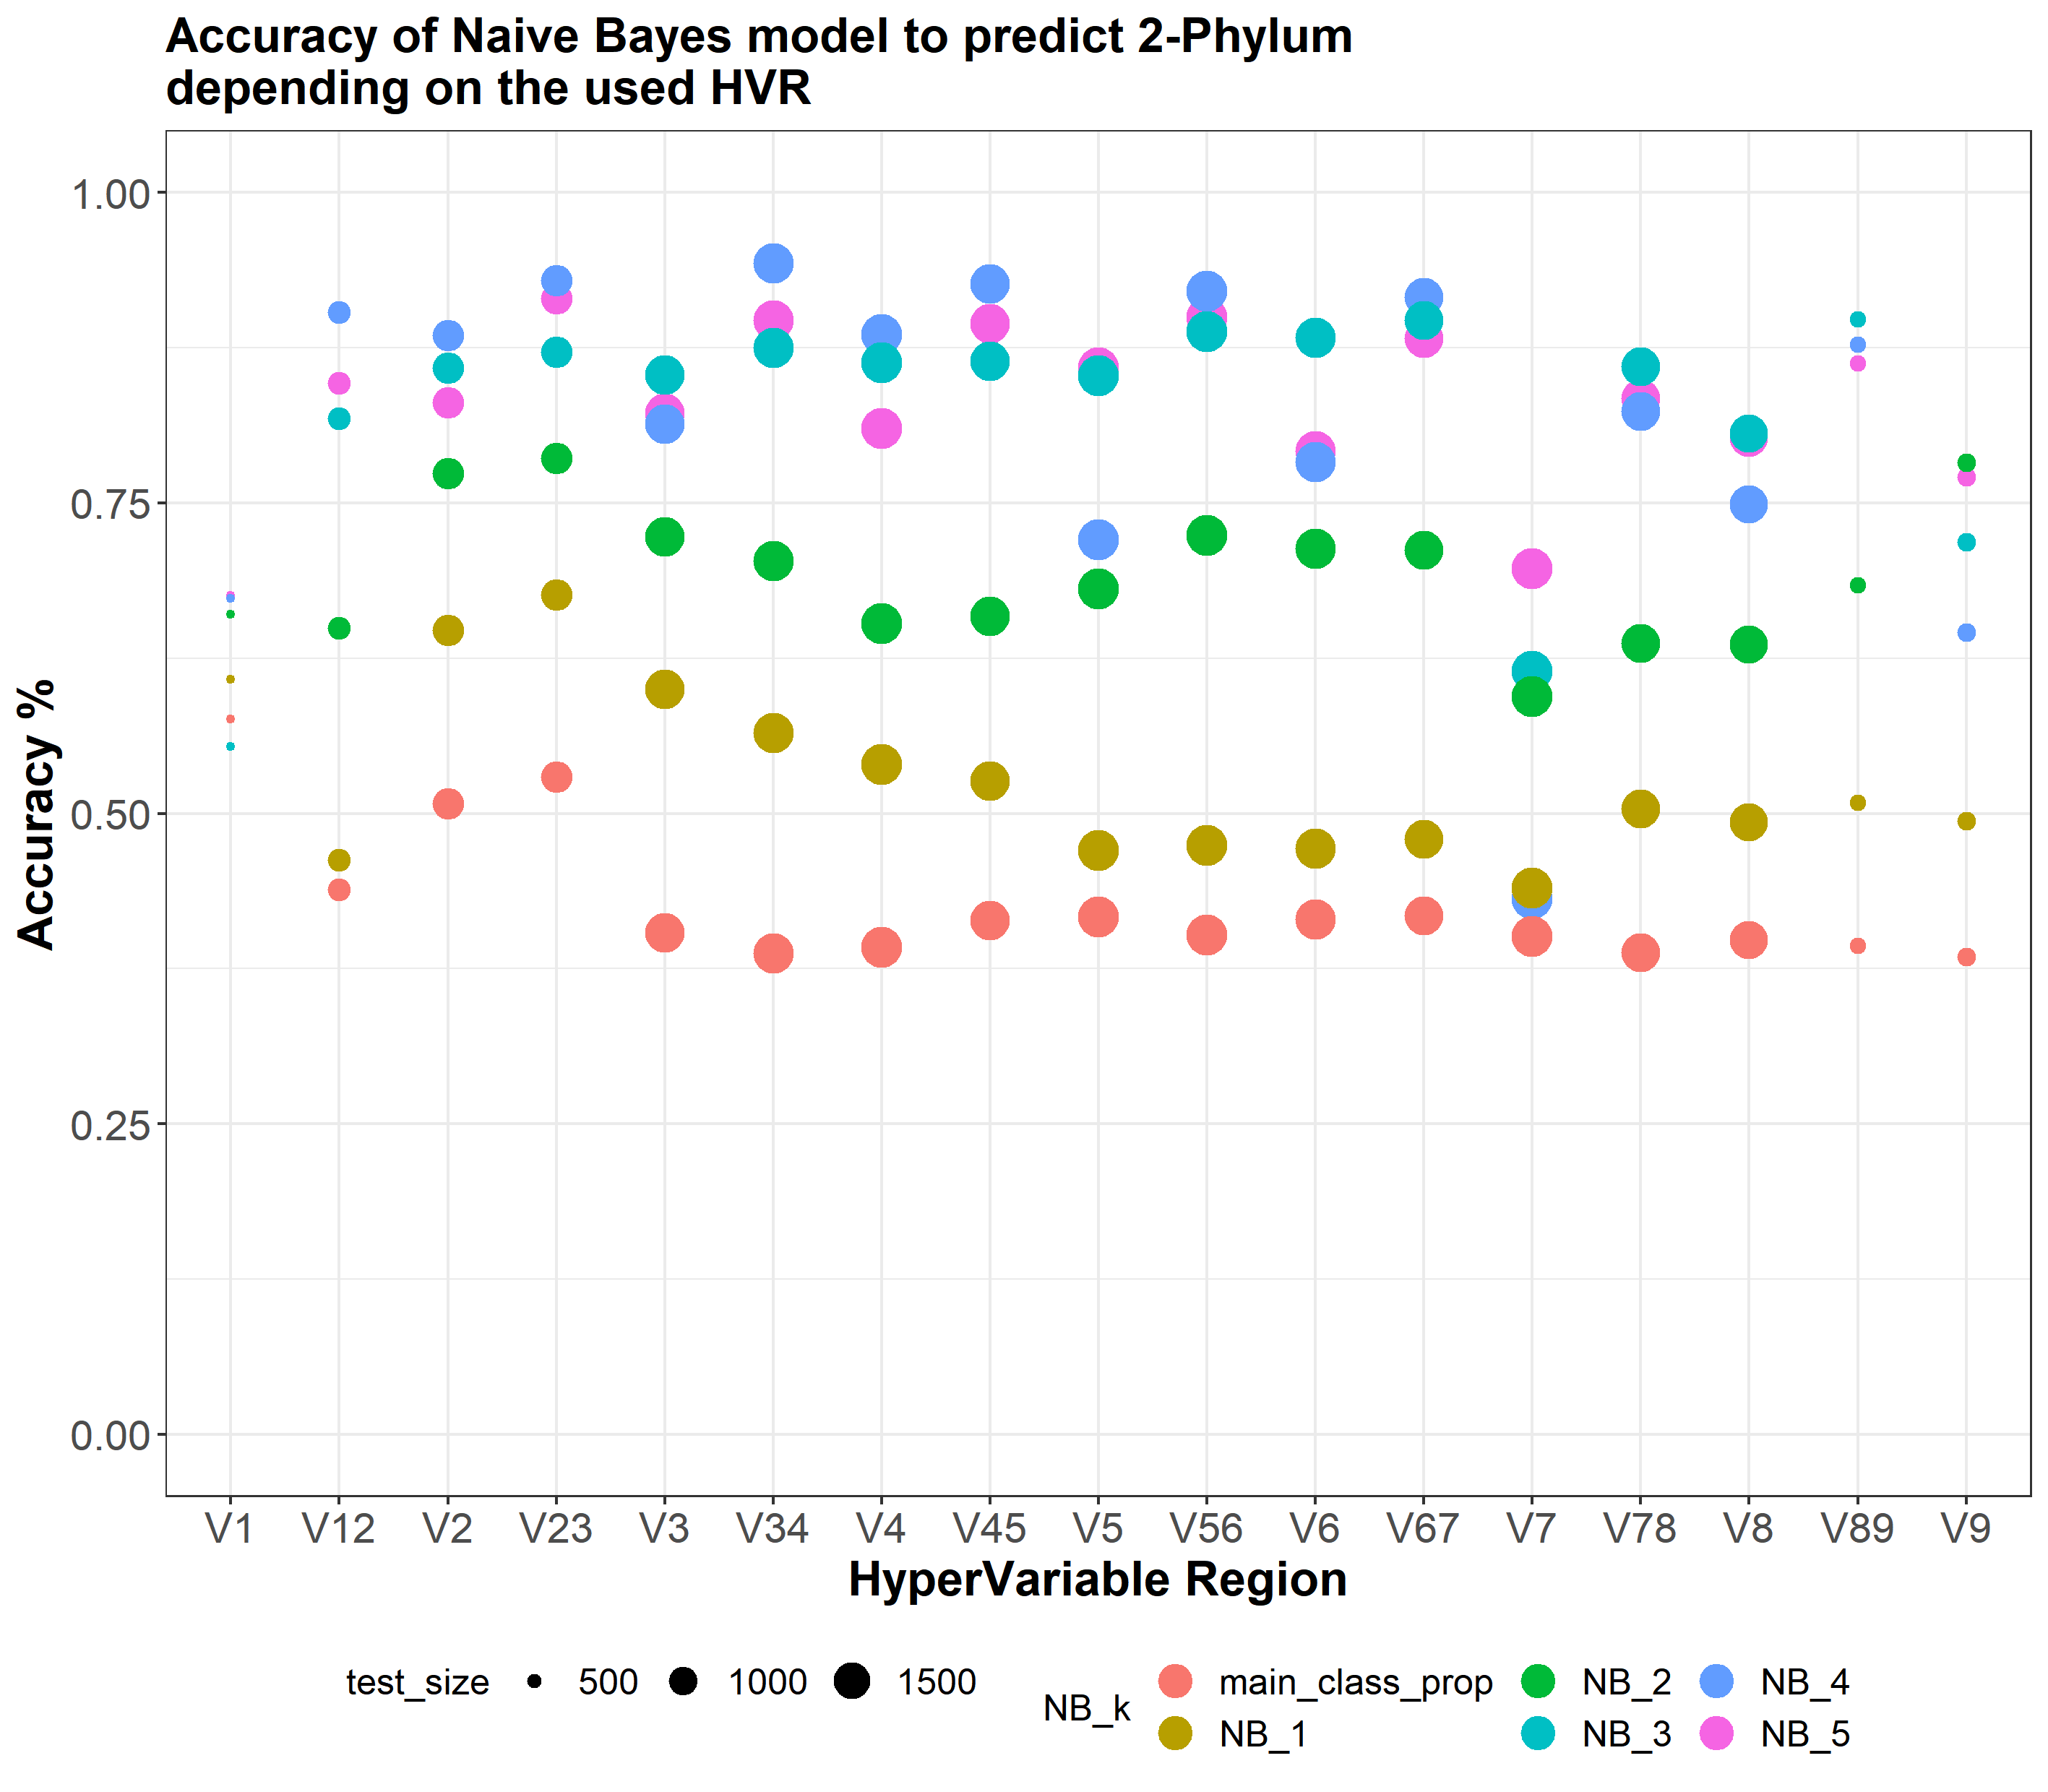 Accuracy of Naive Bayes model to predict 2-Phylum
depending on the used HVR
Accuracy %
1.00
0.75
0.50
0.25
0.00
V1 V12 V2 V23 V3 V34 V4 V45 V5 V56 V6 V67 V7 V78 V8 V89 V9
HyperVariable Region
test_size 500 1000 1500
NB_k
main_class_prop NB_2 NB_4
NB_1 NB_3 NB_5